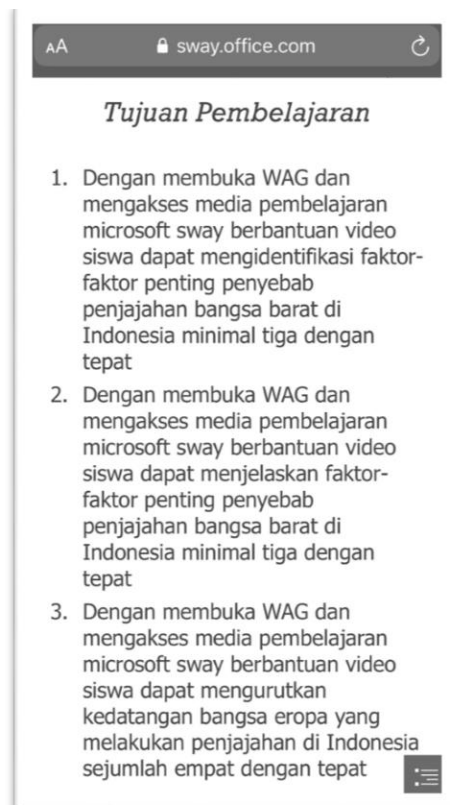 AA sway.office.com
Tujuan Pembelajaran
1. Dengan membuka WAG dan
mengakses media pembelajaran
microsoft sway berbantuan video
siswa dapat mengidentifikasi faktor-
faktor penting penyebab
penjajahan bangsa barat di
Indonesia minimal tiga dengan
tepat
2. Dengan membuka WAG dan
mengakses media pembelajaran
microsoft sway berbantuan video
siswa dapat menjelaskan faktor-
faktor penting penyebab
penjajahan bangsa barat di
Indonesia minimal tiga dengan
tepat
3. Dengan membuka WAG dan
mengakses media pembelajaran
microsoft sway berbantuan video
siswa dapat mengurutkan
kedatangan bangsa eropa yang
melakukan penjajahan di Indonesia
sejumlah empat dengan tepat